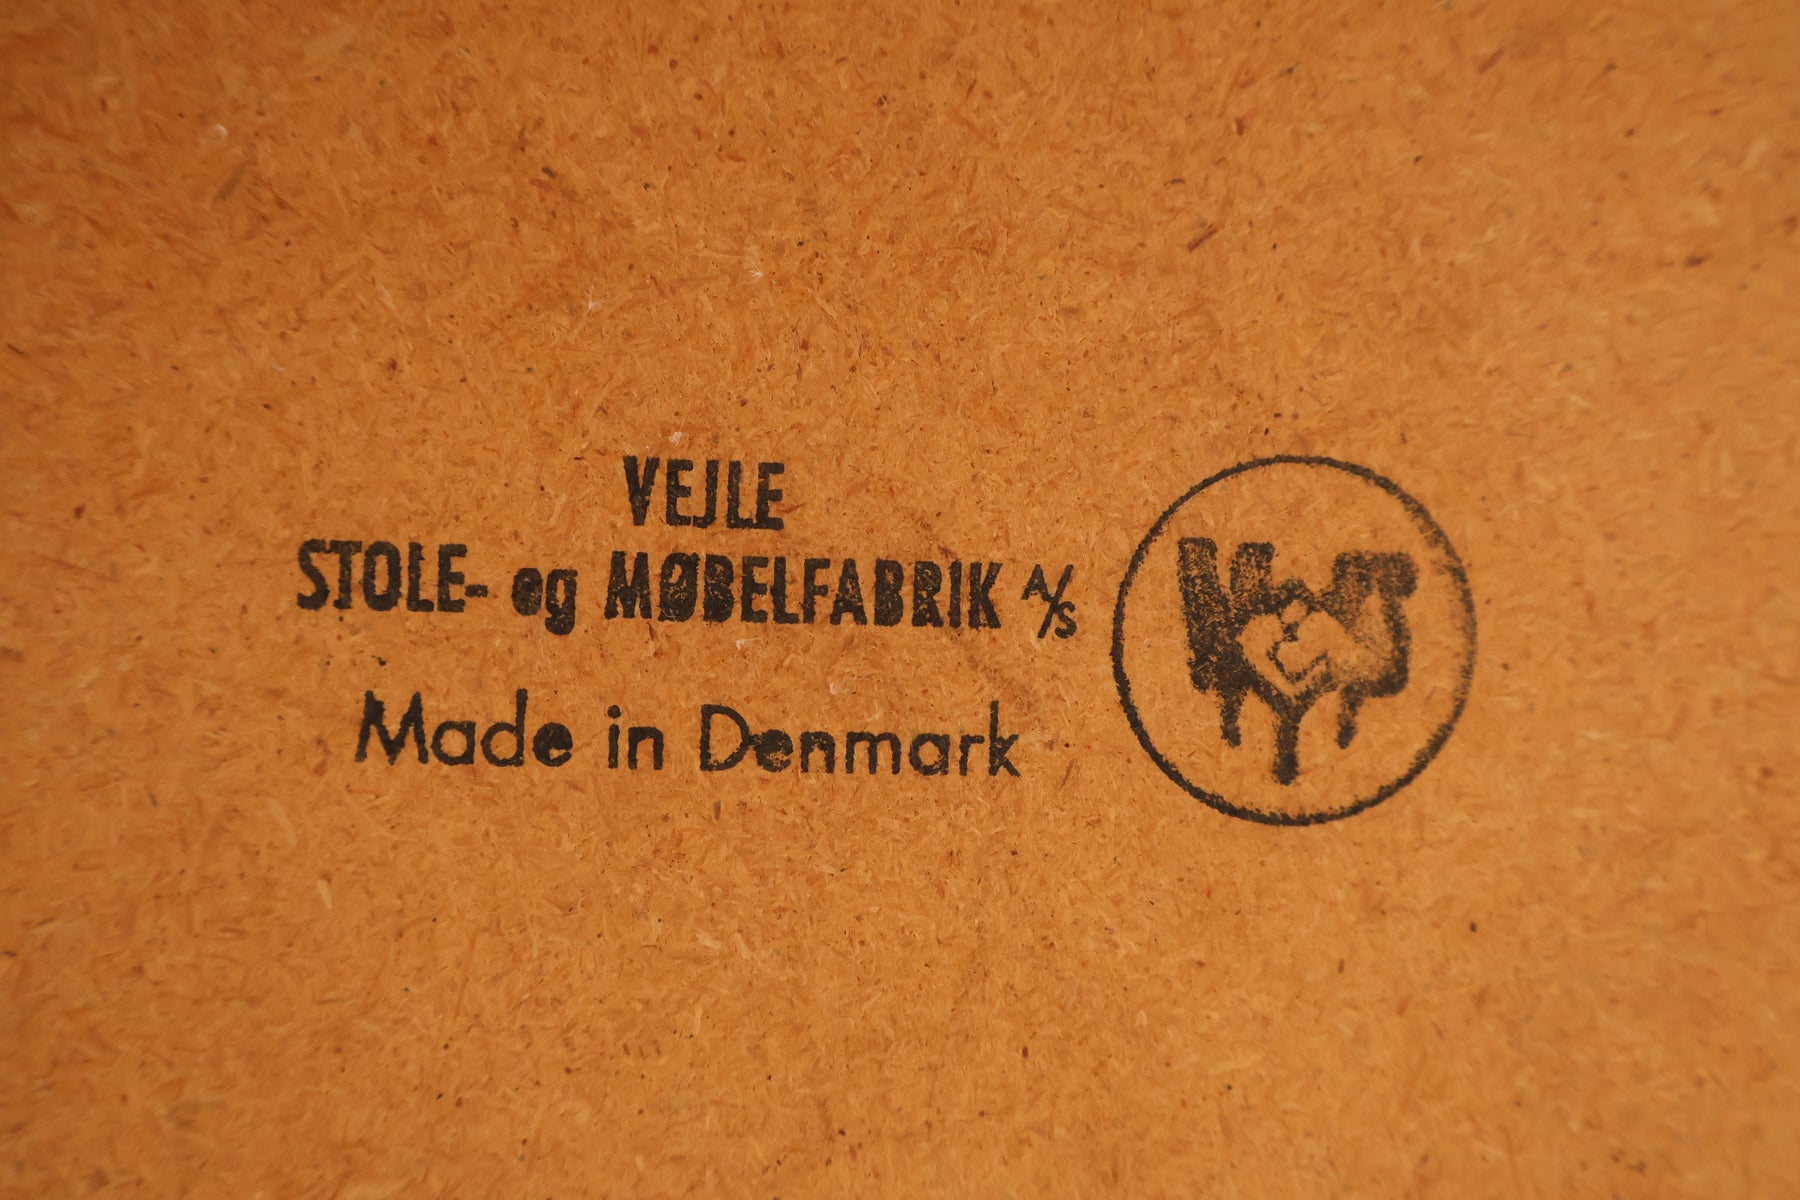 VEJLE
STOLE- og MØBELFABRIK A/S
Made in Denmark